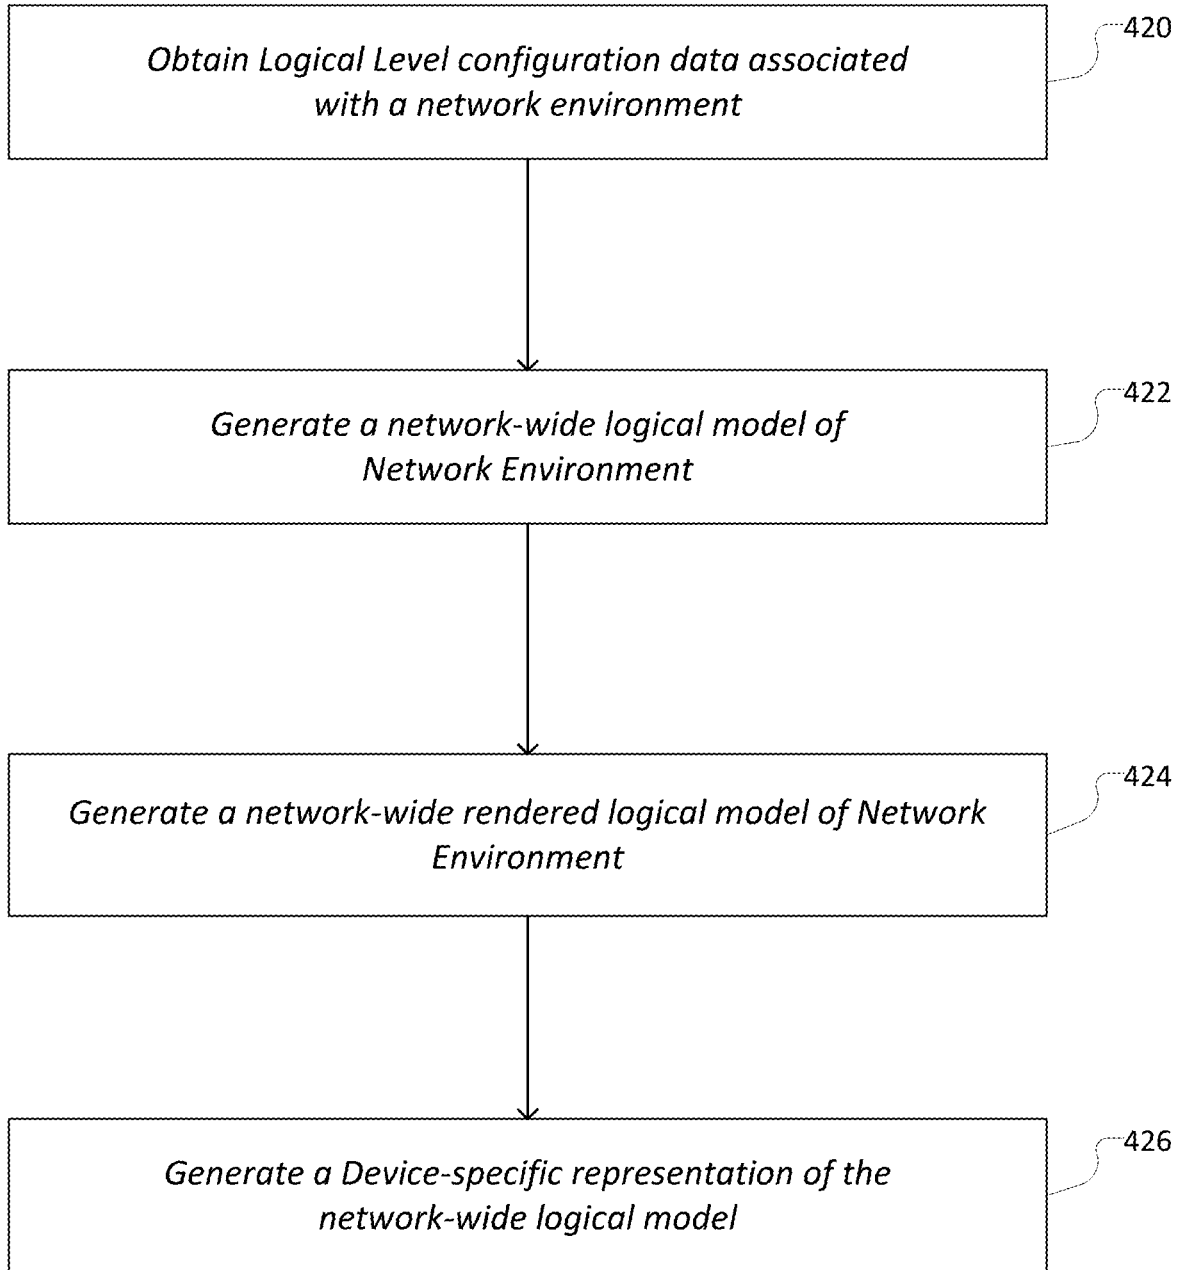 Obtain Logical Level configuration data associated
with a network environment
420
Generate a network-wide logical model of
Network Environment
422
Generate a network-wide rendered logical model of Network
Environment
424
Generate a Device-specific representation of the
network-wide logical model
426